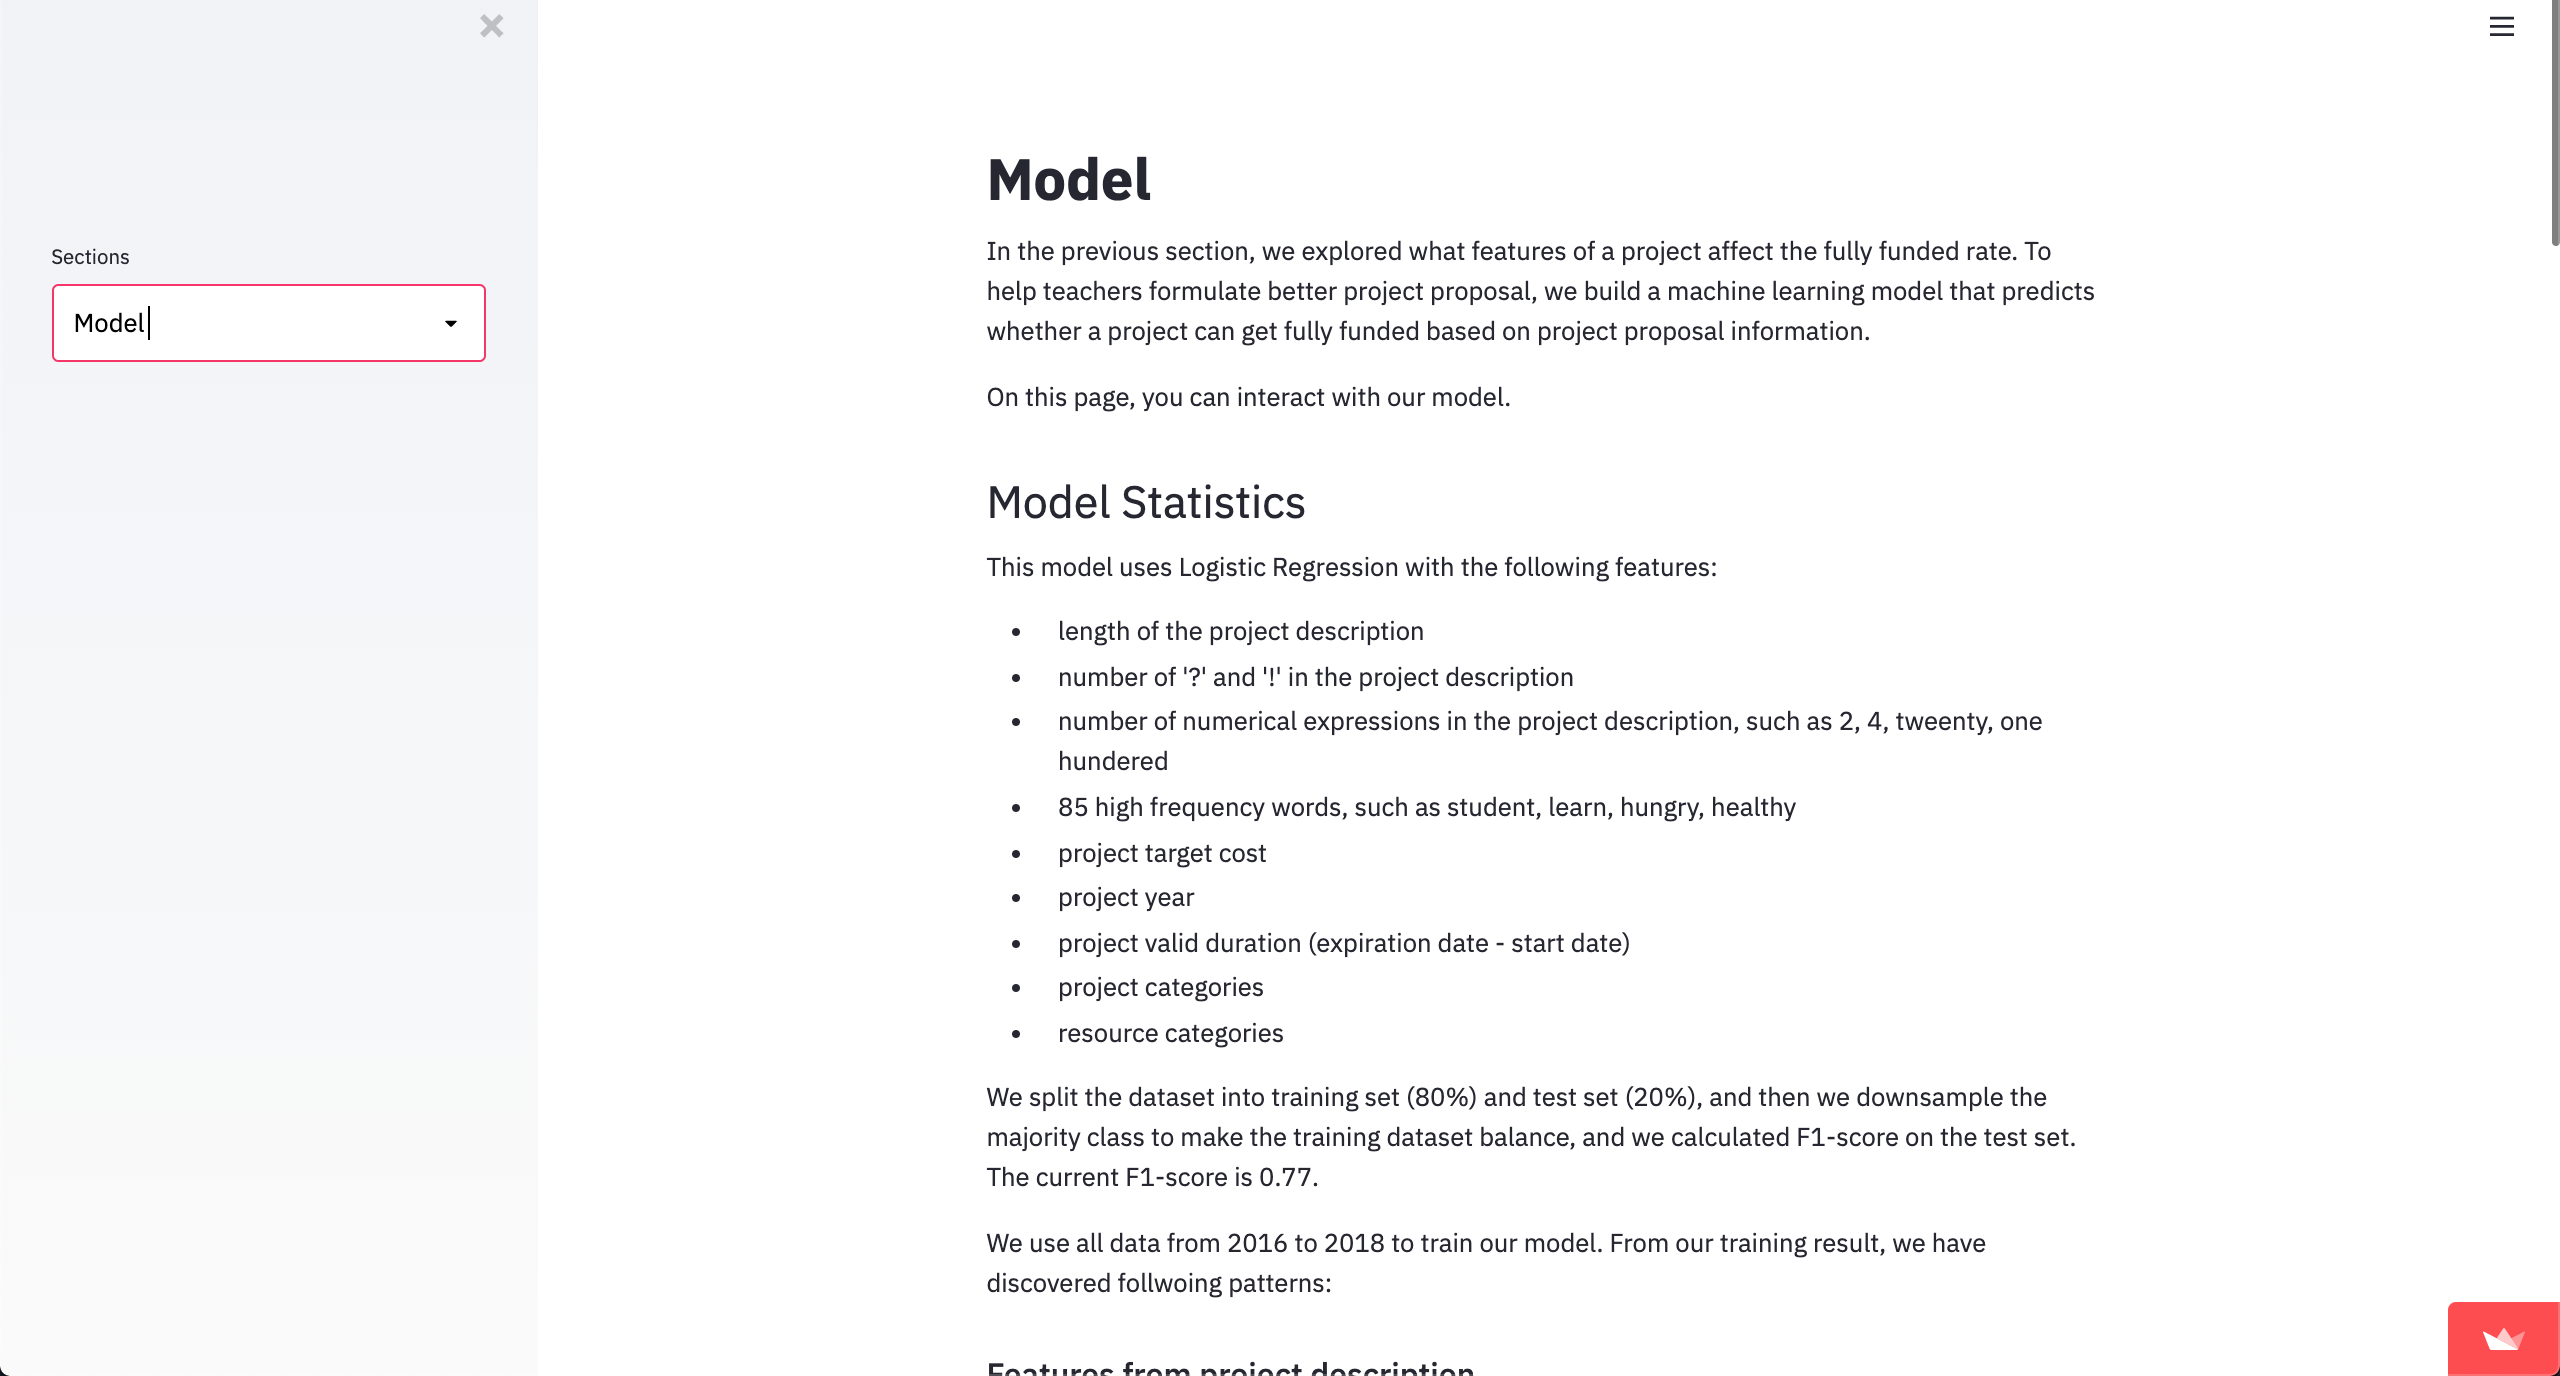 Sections
Model
Model
In the previous section, we explored what features of a project affect the fully funded rate. To
help teachers formulate better project proposal, we build a machine learning model that predicts
whether a project can get fully funded based on project proposal information.
On this page, you can interact with our model.
Model Statistics
This model uses Logistic Regression with the following features:
• length of the project description
• number of '?' and '!' in the project description
• number of numerical expressions in the project description, such as 2, 4, tweenty, one
hundered
• 85 high frequency words, such as student, learn, hungry, healthy
• project target cost
• project year
• project valid duration (expiration date - start date)
• project categories
• resource categories
We split the dataset into training set (80%) and test set (20%), and then we downsample the
majority class to make the training dataset balance, and we calculated F1-score on the test set.
The current F1-score is 0.77.
We use all data from 2016 to 2018 to train our model. From our training result, we have
discovered follwoing patterns:
Features from project description